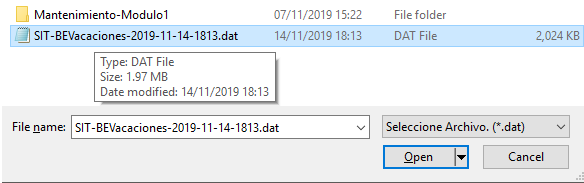 Mantenimiento-Modulo1 07/11/2019 15:22 File folder
SIT-BEVacaciones-2019-11-14-1813.dat 14/11/2019 18:13 DAT File 2,024 KB
Type: DAT File
Size: 1.97 MB
Date modified: 14/11/2019 18:13
File name: SIT-BEVacaciones-2019-11-14-1813.dat Seleccione Archivo. (*.dat)
Open Cancel